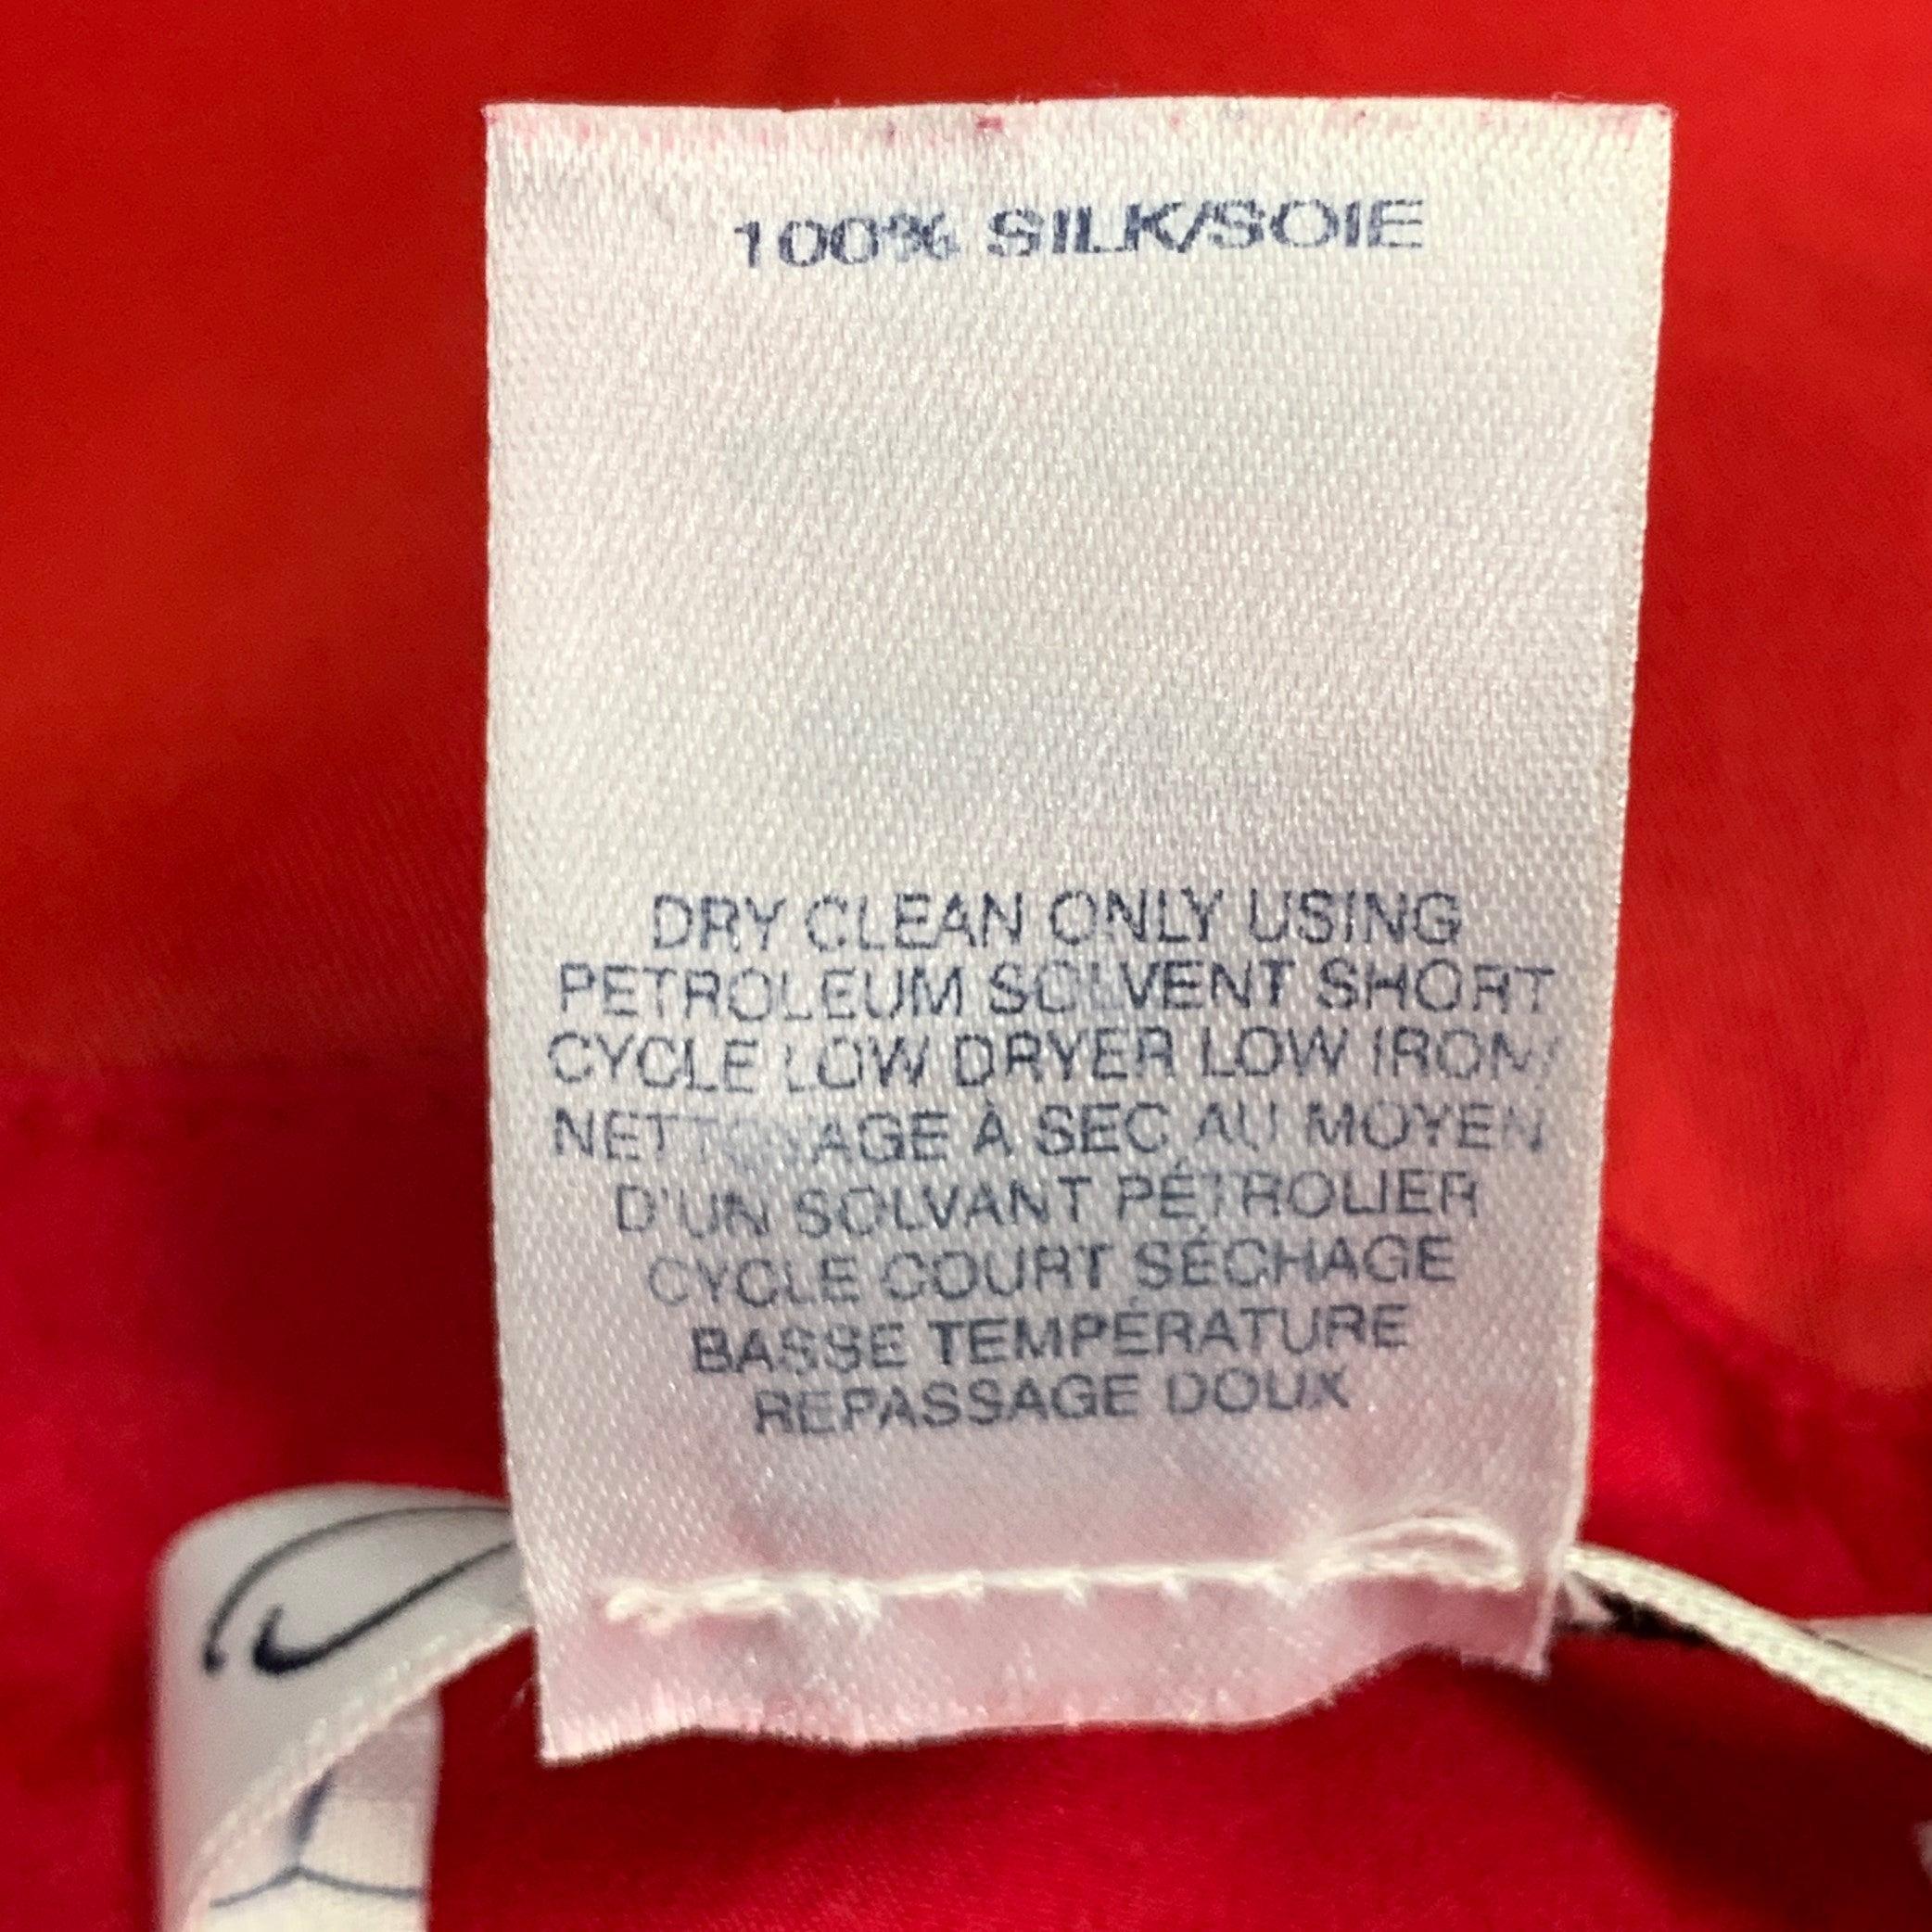 100% SILK/SOIE
DRY CLEAN ONLY USING
PETROLEUM SOLVENT SHORT
CYCLE LOW DRYER LOW IRON/
NETTOYAGE À SEC AU MOYEN
D'UN SOLVANT PÉTROLIER
CYCLE COURT SÉCHAGE
BASSE TEMPÉRATURE
REPASSAGE DOUX